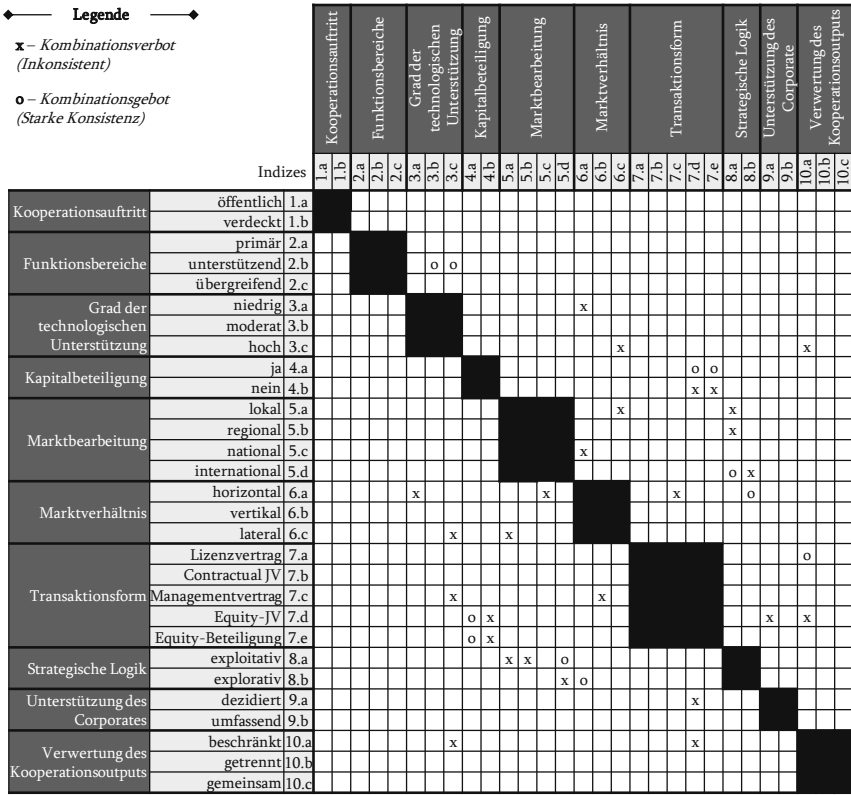 Legende
x – Kombinationsverbot
(Inkonsistent)
o – Kombinationsgebot
(Starke Konsistenz)
Kooperationsauftritt
Funktionsbereiche
Grad der
technologischen
Unterstützung
Kapitalbeteiligung
Marktbearbeitung
Marktverhältnis
Transaktionsform
Strategische Logik
Unterstützung des
Corporate
Verwertung des
Kooperationsoutputs
Indizes 1.a 1.b 2.a 2.b 2.c 3.a 3.b 3.c 4.a 4.b 5.a 5.b 5.c 5.d 6.a 6.b 6.c 7.a 7.b 7.c 7.d 7.e 8.a 8.b 9.a 9.b 10.a 10.b 10.c
Kooperationsauftritt
öffentlich 1.a
verdeckt 1.b
Funktionsbereiche
primär 2.a
unterstützend 2.b o o
übergreifend 2.c
Grad der
technologischen
Unterstützung
niedrig 3.a x
moderat 3.b
hoch 3.c x x
Kapitalbeteiligung
ja 4.a o o
nein 4.b x x
Marktbearbeitung
lokal 5.a x x
regional 5.b x
national 5.c x
international 5.d o x
Marktverhältnis
horizontal 6.a x x x o
vertikal 6.b
lateral 6.c x x
Transaktionsform
Lizenzvertrag 7.a o
Contractual JV 7.b
Managementvertrag 7.c x x
Equity-JV 7.d o x x x
Equity-Beteiligung 7.e o x
Strategische Logik
exploitativ 8.a x x o
explorativ 8.b x o
Unterstützung des
Corporates
dezidiert 9.a x
umfassend 9.b
Verwertung des
Kooperationsoutputs
beschränkt 10.a x x
getrennt 10.b
gemeinsam 10.c